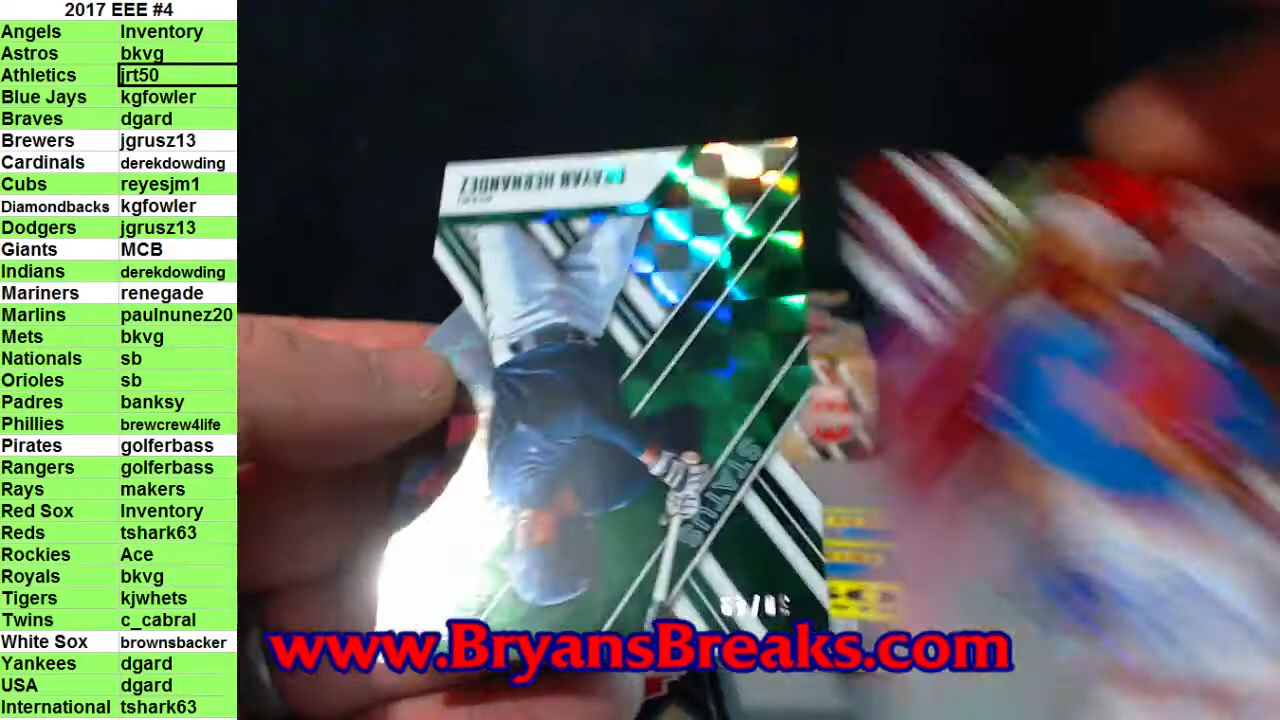 2017 EEE #4
Angels Inventory
Astros bkvg
Athletics jrt50
Blue Jays kgfowler
Braves dgard
Brewers jgrusz13
Cardinals derekdowding
Cubs reyesjm1
Diamondbacks kgfowler
Dodgers jgrusz13
Giants MCB
Indians derekdowding
Mariners renegade
Marlins paulnunez20
Mets bkvg
Nationals sb
Orioles sb
Padres banksy
Phillies brewcrew4life
Pirates golferbass
Rangers golferbass
Rays makers
Red Sox Inventory
Reds tshark63
Rockies Ace
Royals bkvg
Tigers kjwhets
Twins c_cabral
White Sox brownsbacker
Yankees dgard
USA dgard
International tshark63
HERNANDEZ
STATUS
www.BryansBreaks.com